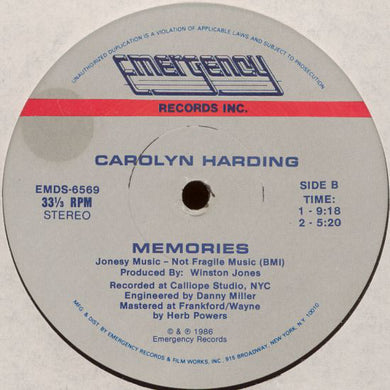 UNAUTHORIZED DUPLICATION IS A VIOLATION OF APPLICABLE LAWS AND SUBJECT TO PROSECUTION
EMERGENCY
RECORDS INC.
CAROLYN HARDING
EMDS-6569
33⅓ RPM
STEREO
SIDE B
TIME:
1 - 9:18
2 - 5:20
MEMORIES
Jonesy Music – Not Fragile Music (BMI)
Produced By: Winston Jones
Recorded at Calliope Studio, NYC
Engineered by Danny Miller
Mastered at Frankford/Wayne
by Herb Powers
© & ℗ 1986
Emergency Records
MFG. & DIST. BY EMERGENCY RECORDS & FILM WORKS, INC. 915 BROADWAY, NEW YORK, N.Y. 10010